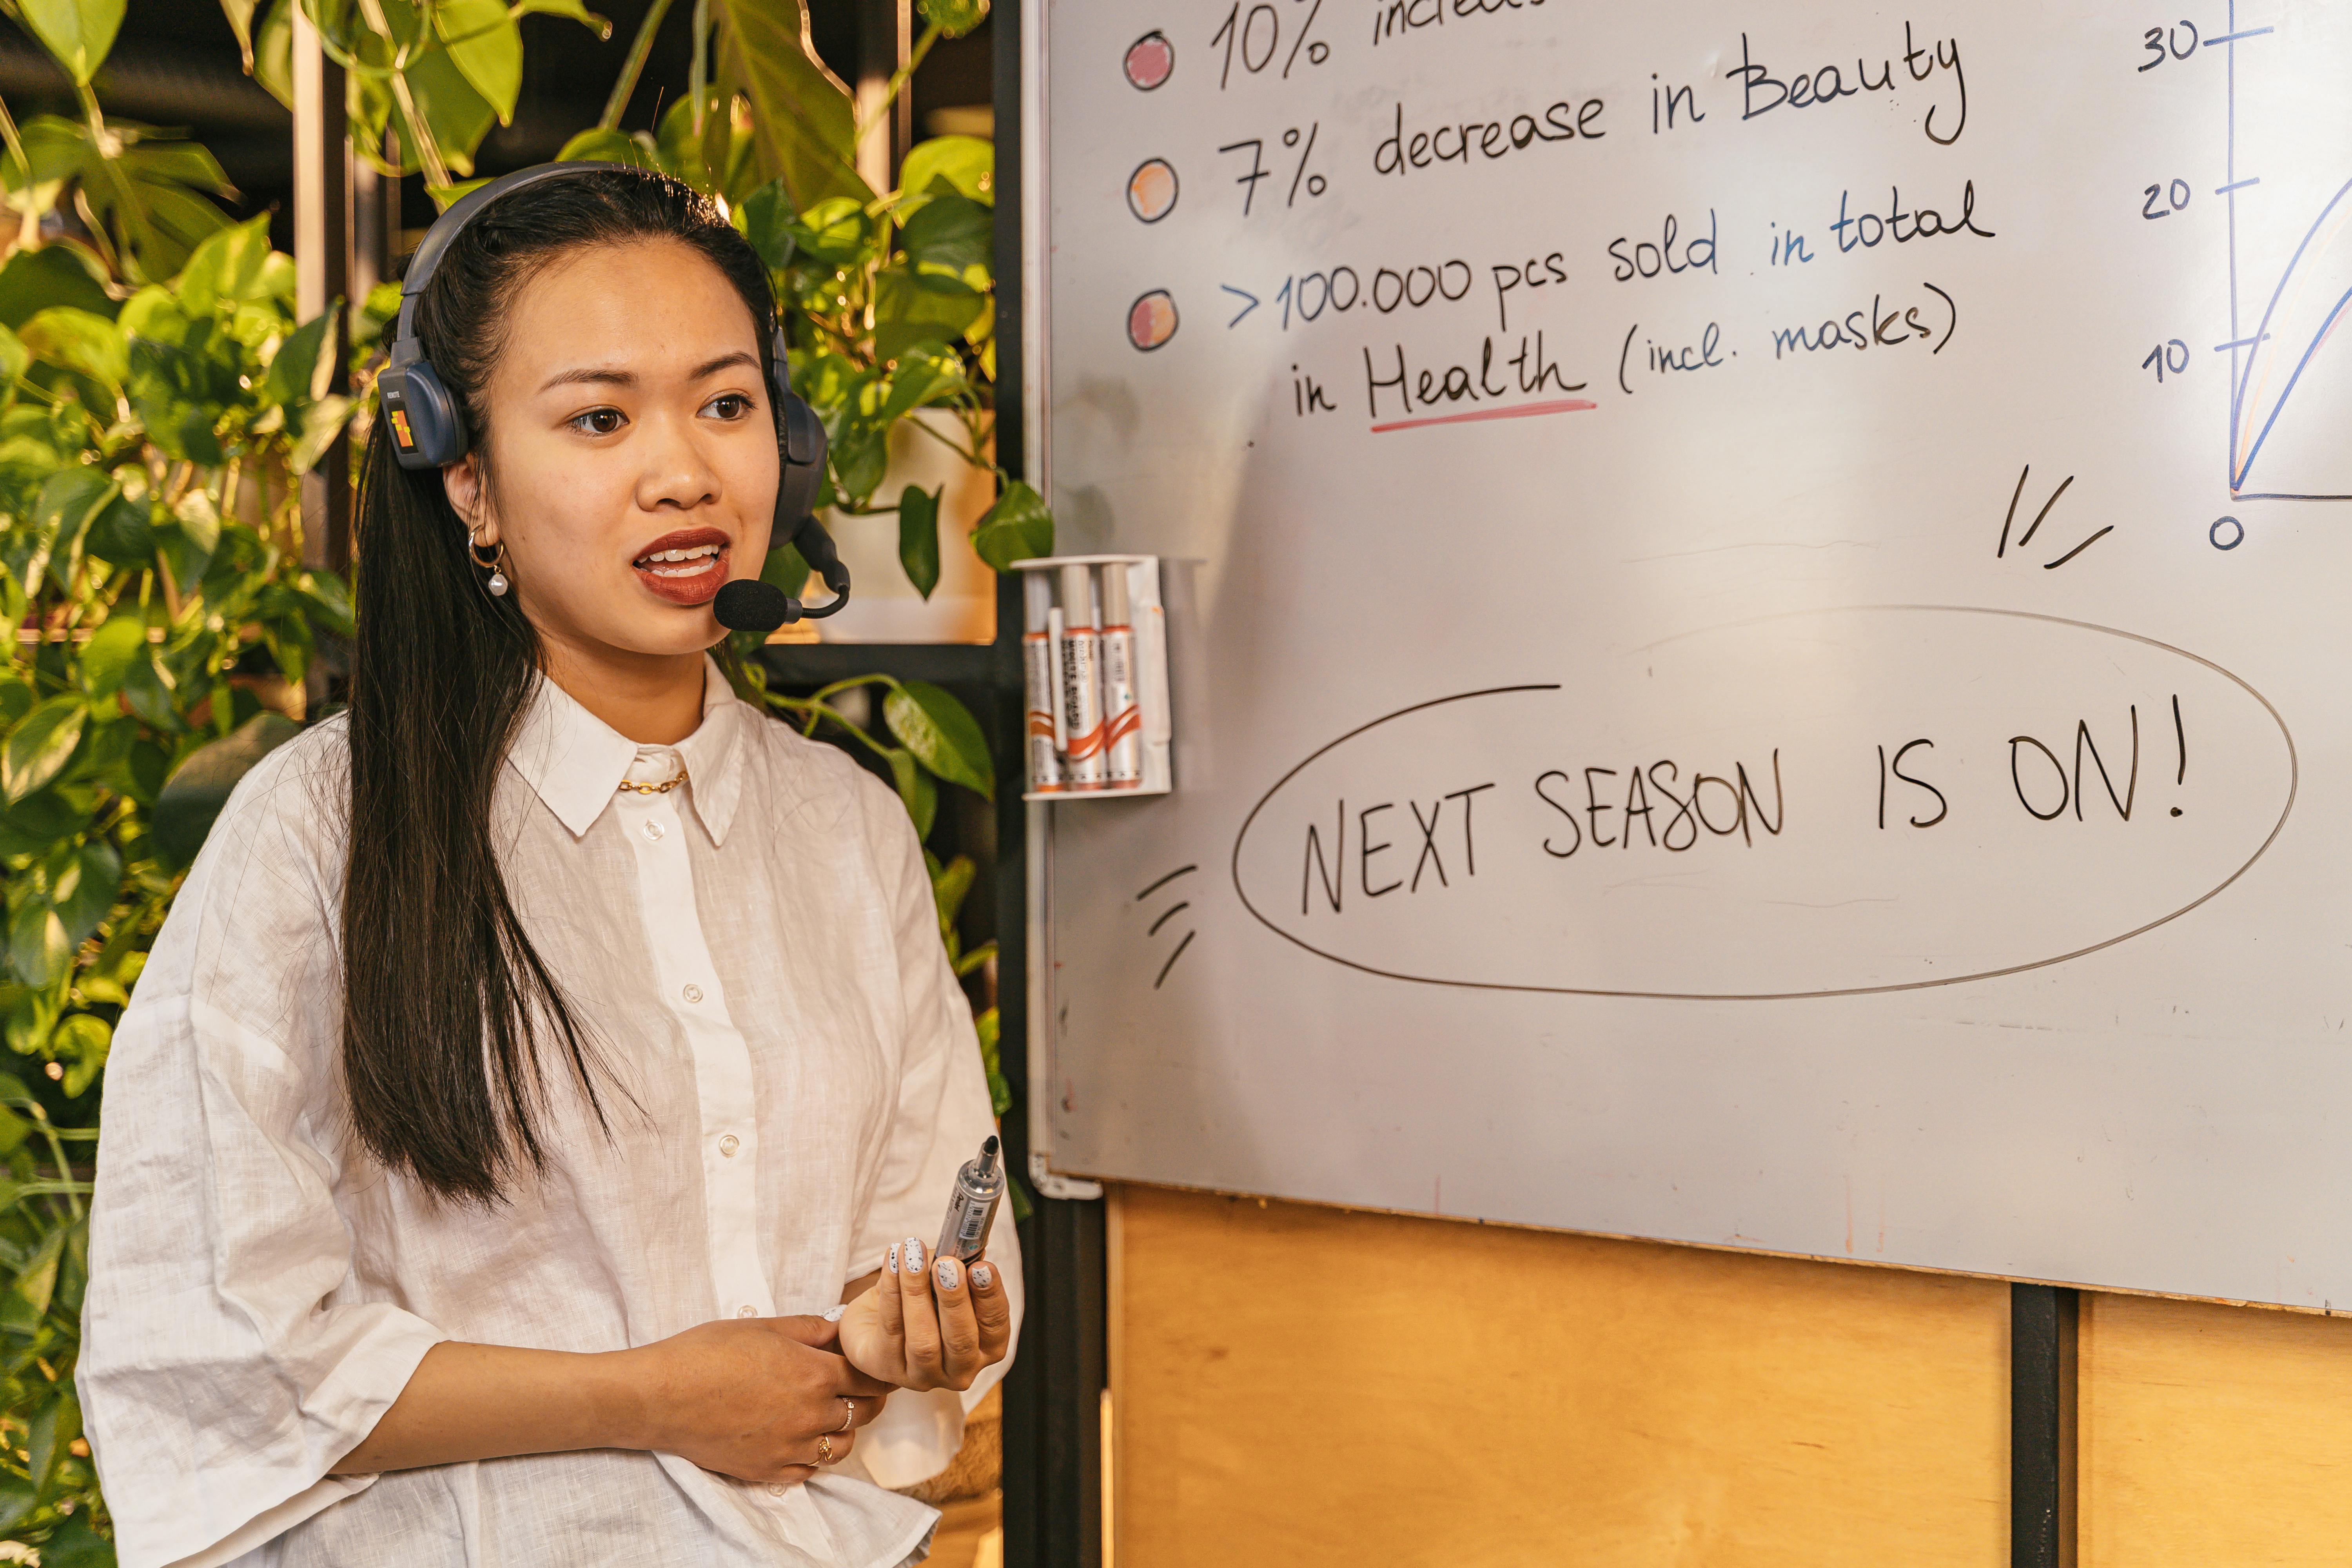 10%
7% decrease in Beauty
>100.000 pcs sold in total
in Health (incl. masks)
30
20
10
0
NEXT SEASON IS ON!